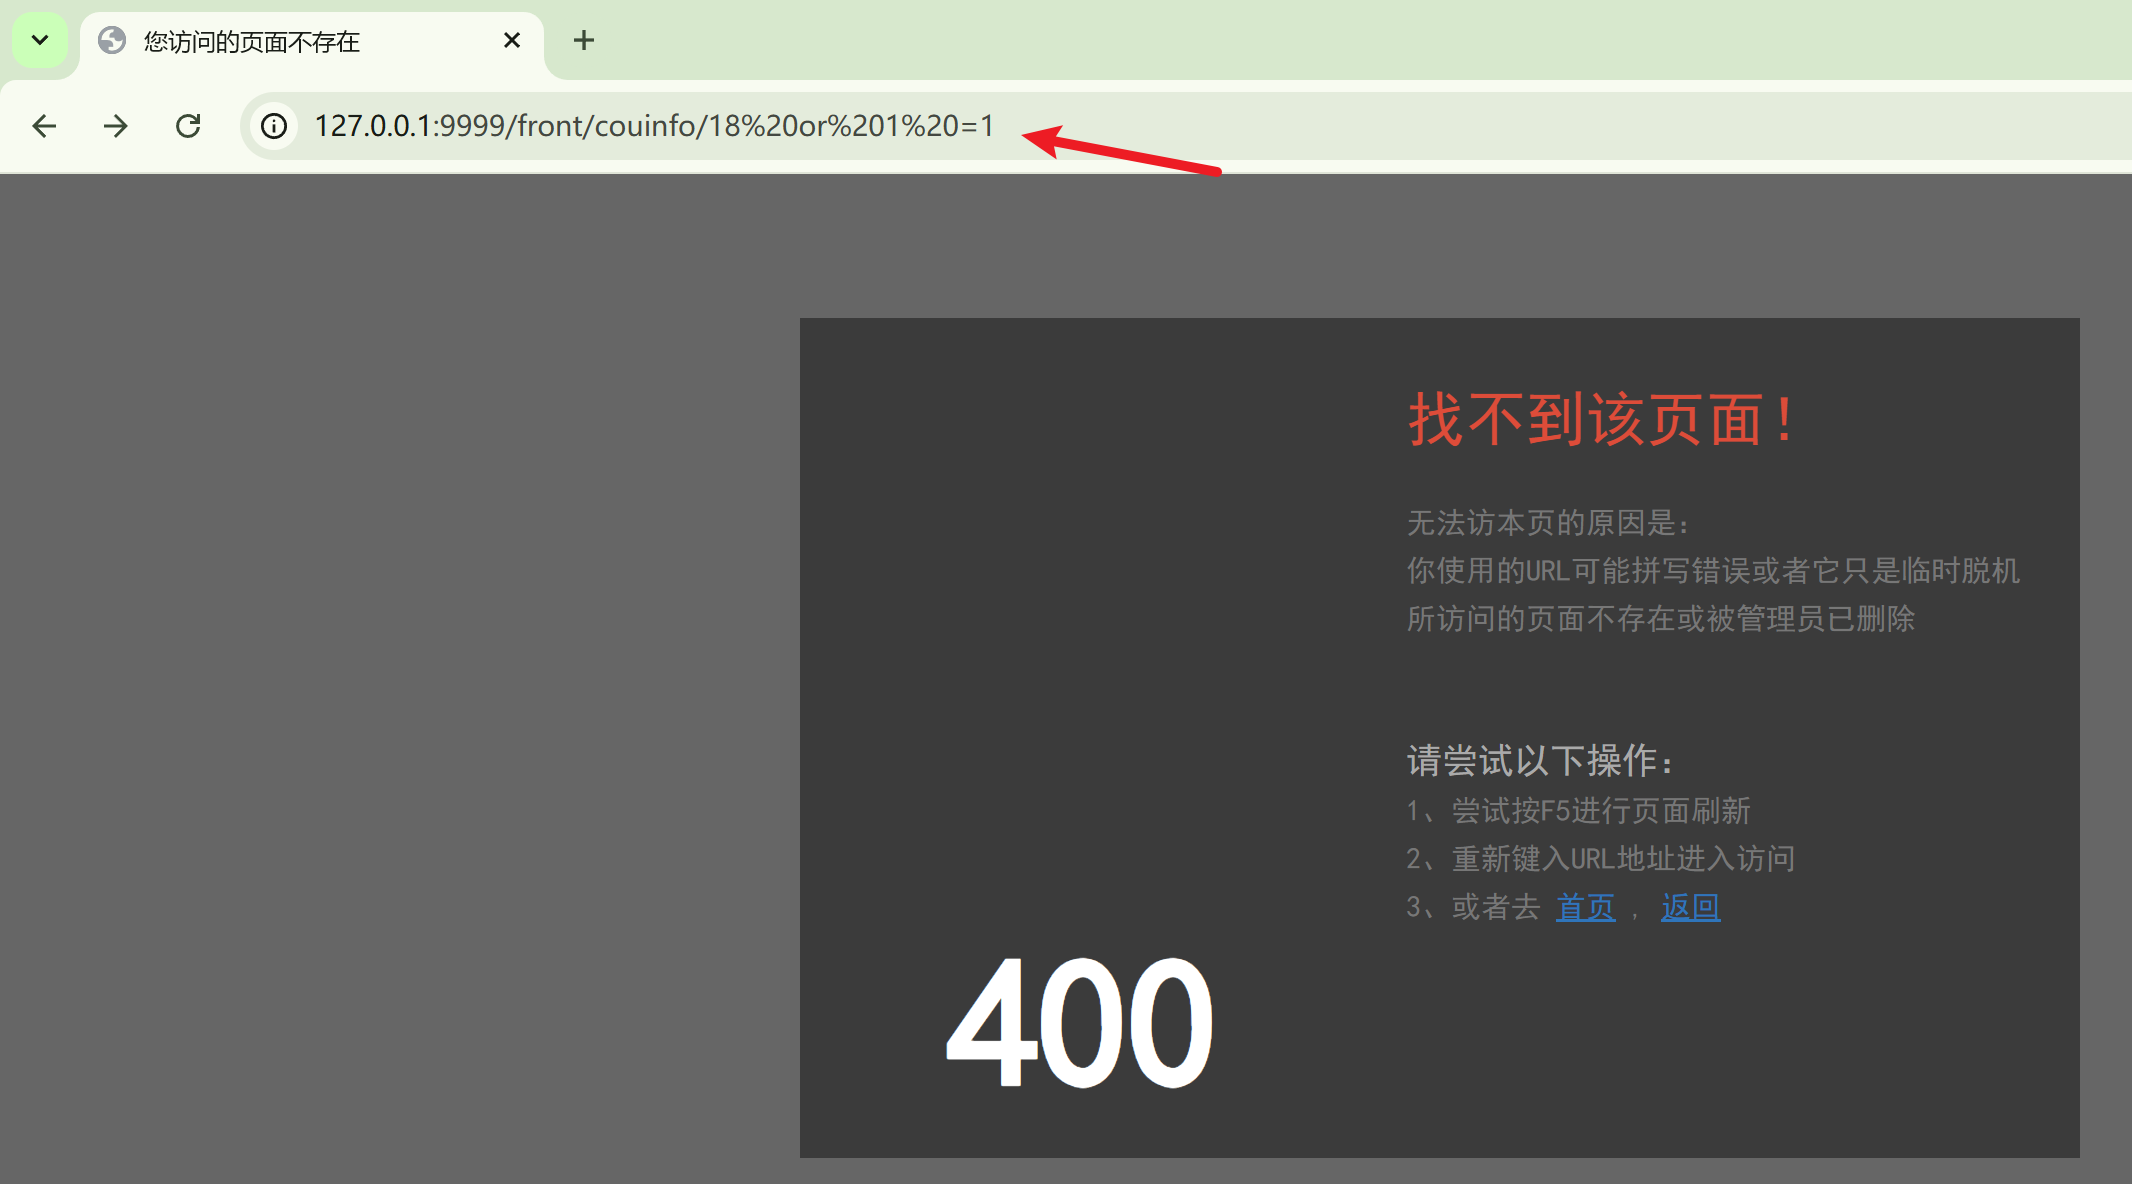 您访问的页面不存在
127.0.0.1:9999/front/couinfo/18%20or%201%20=1
找不到该页面！
无法访本页的原因是：
你使用的URL可能拼写错误或者它只是临时脱机
所访问的页面不存在或被管理员已删除
请尝试以下操作：
1、尝试按F5进行页面刷新
2、重新键入URL地址进入访问
3、或者去 首页 ， 返回
400